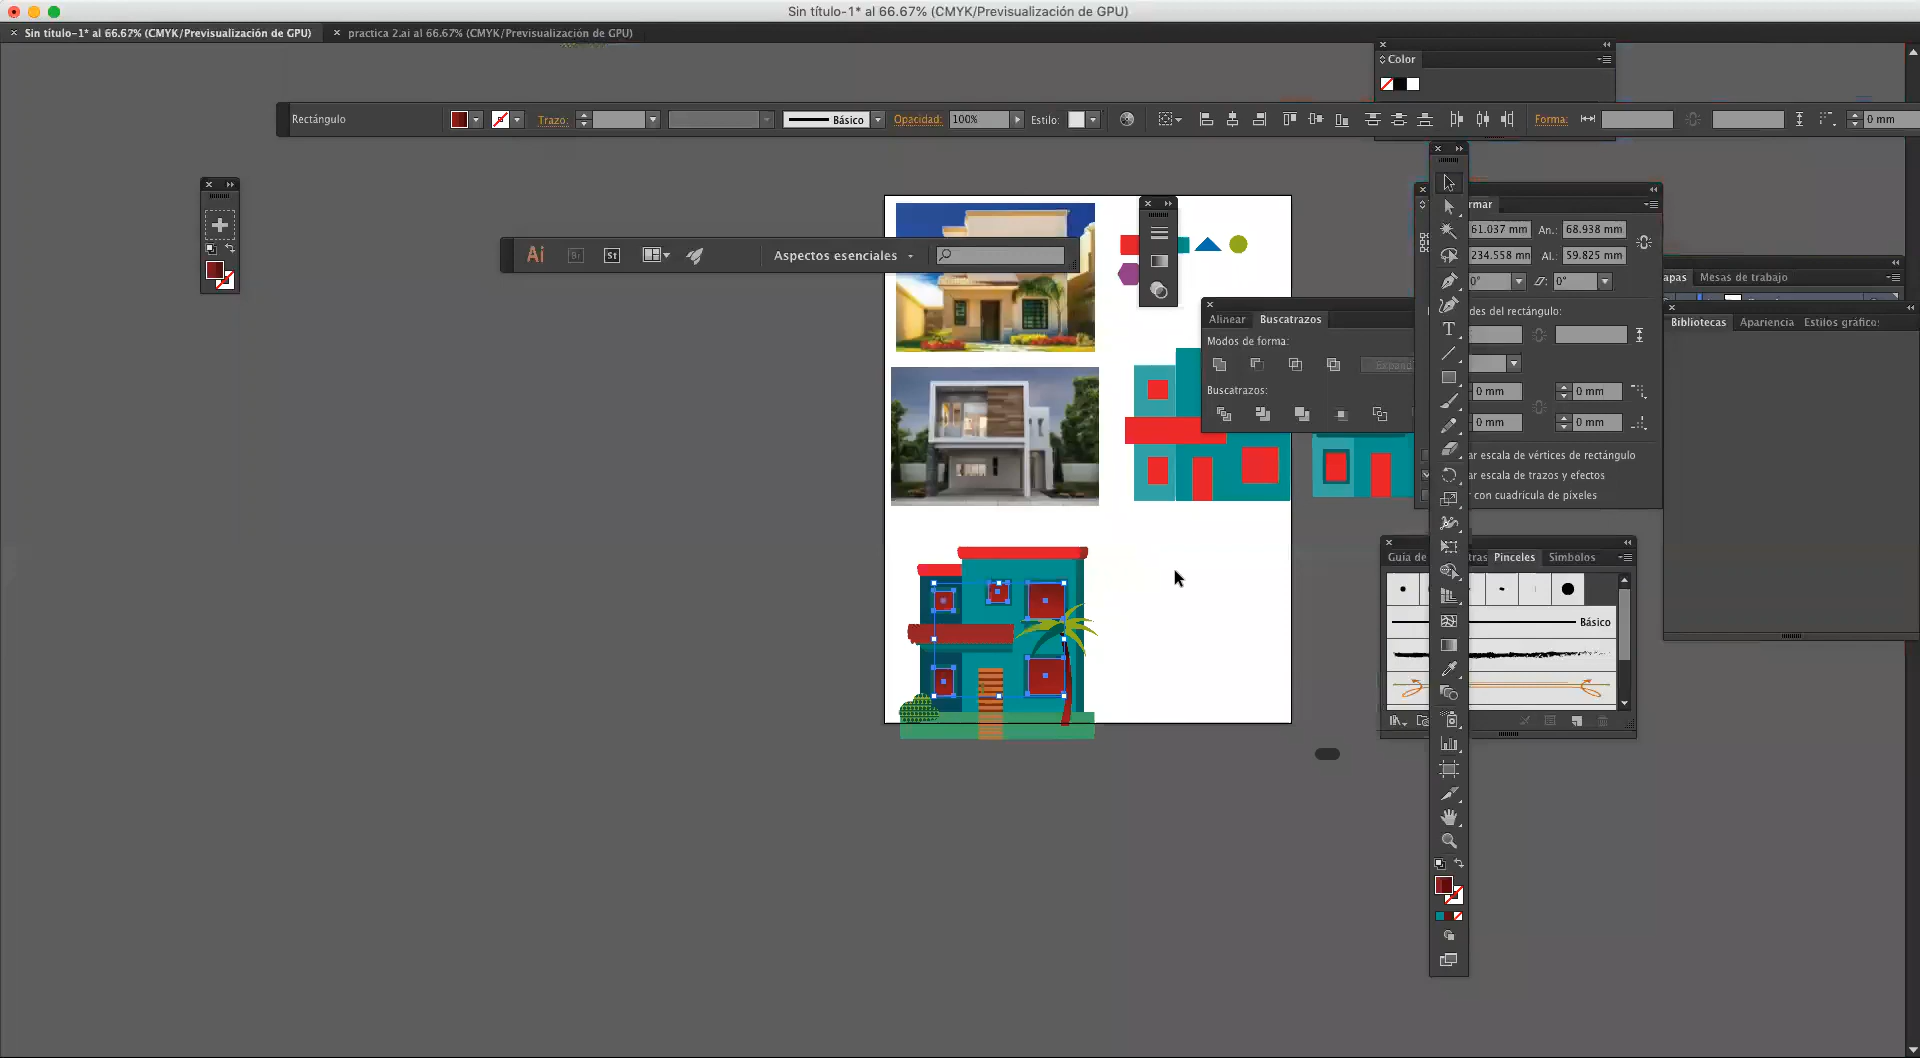 Sin título-1* al 66.67% (CMYK/Previsualización de GPU)
Sin título-1* al 66.67% (CMYK/Previsualización de GPU)
practica 2.ai al 66.67% (CMYK/Previsualización de GPU)
Color
Rectángulo
Trazo:
Básico
Opacidad:
100%
Estilo:
Forma:
0 mm
rmar
61.037 mm
An.:
68.938 mm
234.558 mn
Al.:
59.825 mm
0°
0°
Ai
Br
St
Aspectos esenciales
apas
Mesas de trabajo
des del rectángulo:
Alinear
Buscatrazos
Bibliotecas
Apariencia
Estilos gráfico:
Modos de forma:
Buscatrazos:
0 mm
0 mm
0 mm
0 mm
ar escala de vértices de rectángulo
ar escala de trazos y efectos
r con cuadrícula de píxeles
Guía de
tras
Pinceles
Símbolos
Básico